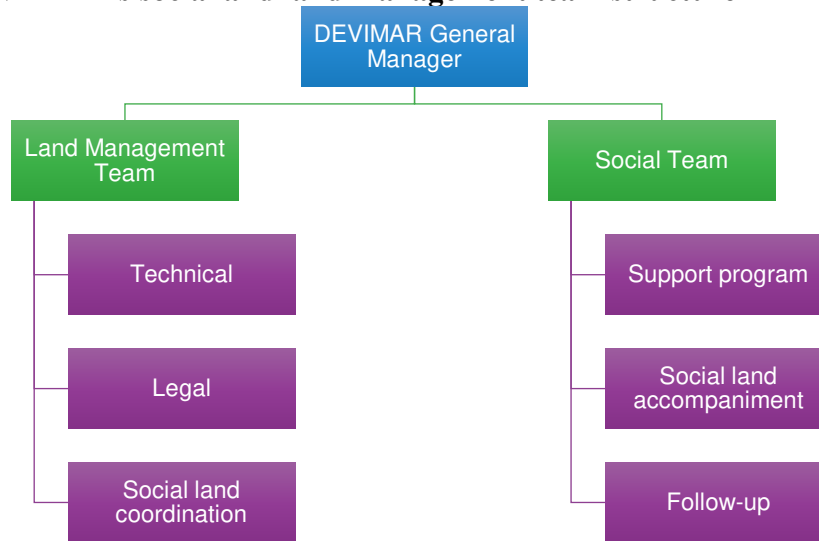 DEVIMAR General
Manager
Land Management
Team
Social Team
Technical
Support program
Legal
Social land
accompaniment
Social land
coordination
Follow-up